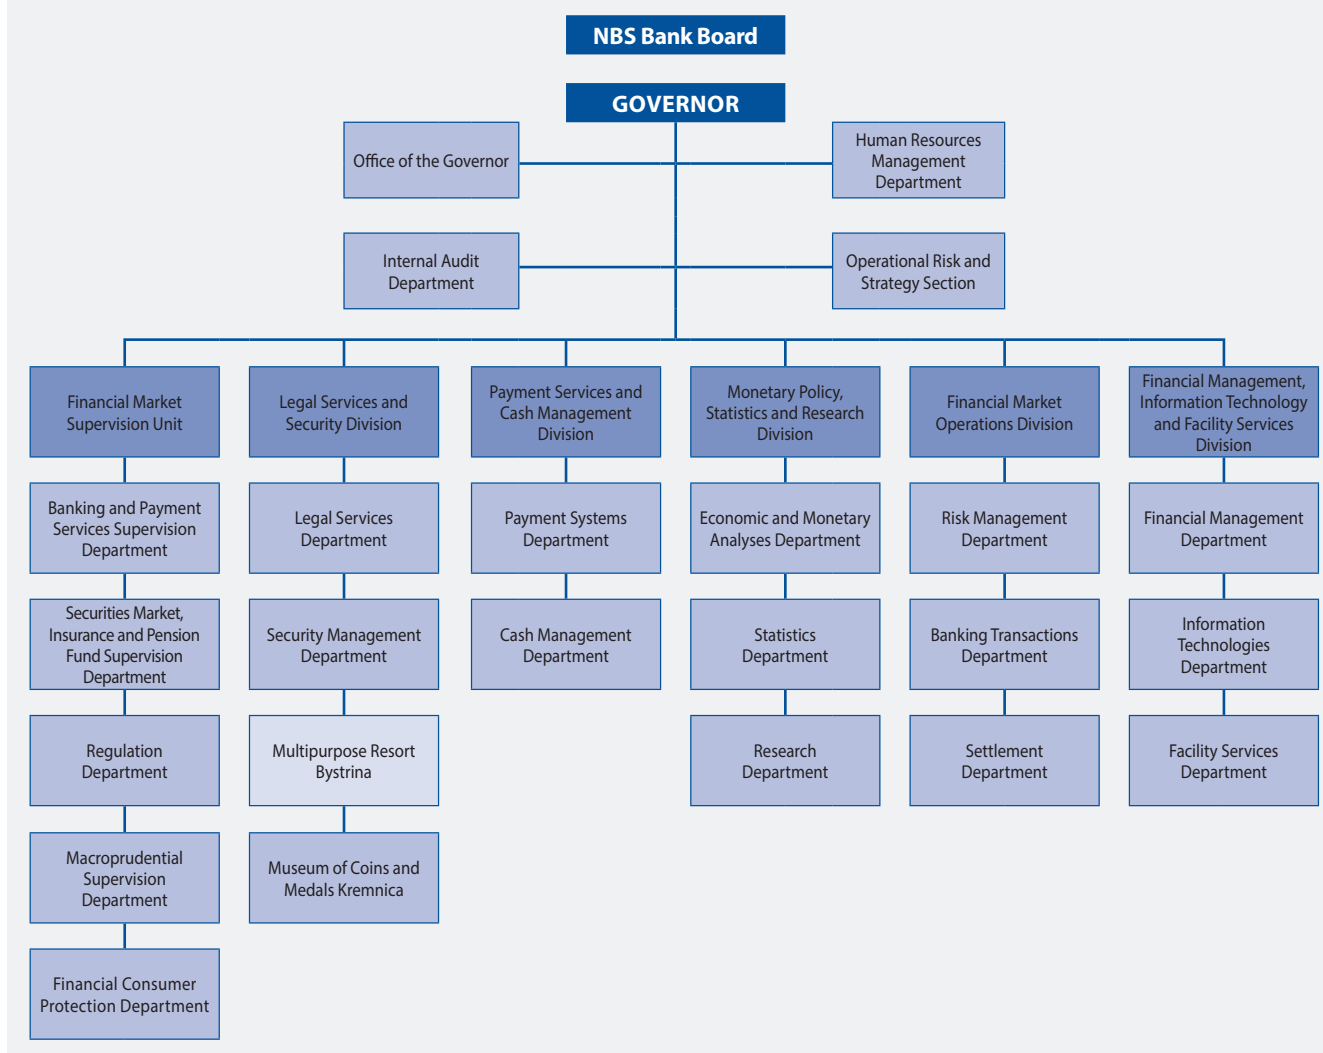 NBS Bank Board
GOVERNOR
Office of the Governor
Human Resources
Management
Department
Internal Audit
Department
Operational Risk and
Strategy Section
Financial Market
Supervision Unit
Legal Services and
Security Division
Payment Services and
Cash Management
Division
Monetary Policy,
Statistics and Research
Division
Financial Market
Operations Division
Financial Management,
Information Technology
and Facility Services
Division
Banking and Payment
Services Supervision
Department
Legal Services
Department
Payment Systems
Department
Economic and Monetary
Analyses Department
Risk Management
Department
Financial Management
Department
Securities Market,
Insurance and Pension
Fund Supervision
Department
Security Management
Department
Cash Management
Department
Statistics
Department
Banking Transactions
Department
Information
Technologies
Department
Regulation
Department
Multipurpose Resort
Bystrina
Research
Department
Settlement
Department
Facility Services
Department
Macroprudential
Supervision
Department
Museum of Coins and
Medals Kremnica
Financial Consumer
Protection Department